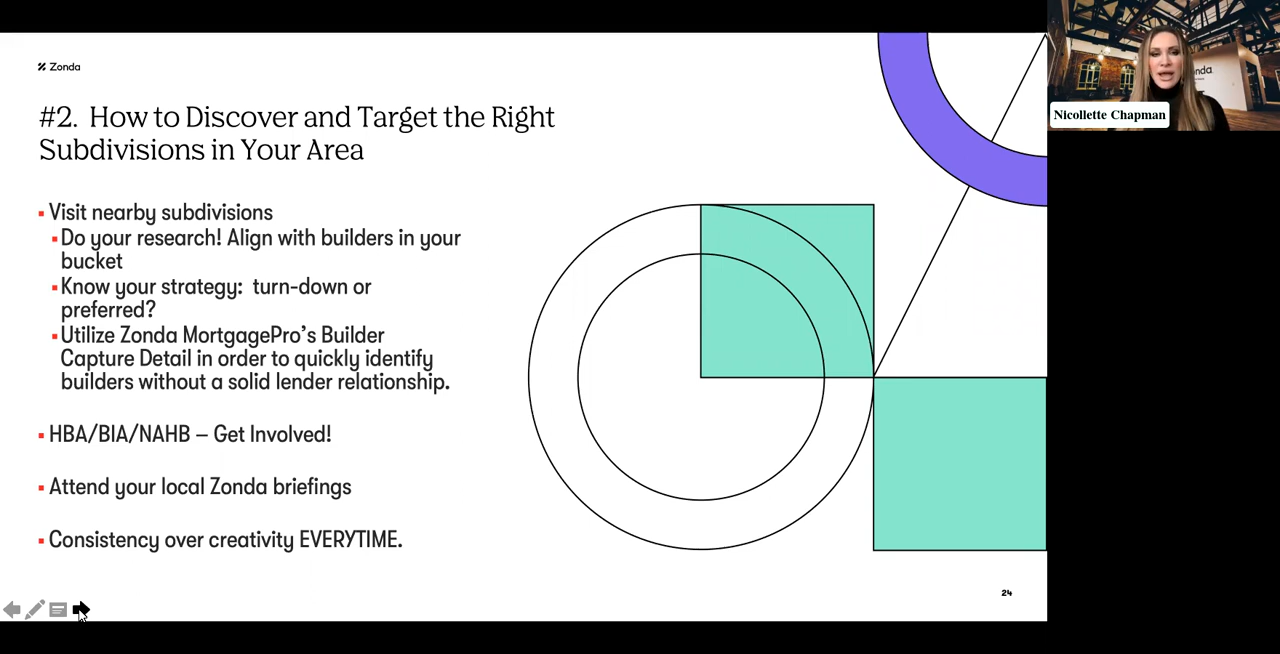 Zonda
#2.  How to Discover and Target the Right
Subdivisions in Your Area
Visit nearby subdivisions
Do your research! Align with builders in your
bucket
Know your strategy:  turn-down or
preferred?
Utilize Zonda MortgagePro’s Builder
Capture Detail in order to quickly identify
builders without a solid lender relationship.
HBA/BIA/NAHB – Get Involved!
Attend your local Zonda briefings
Consistency over creativity EVERYTIME.
24
Nicollette Chapman